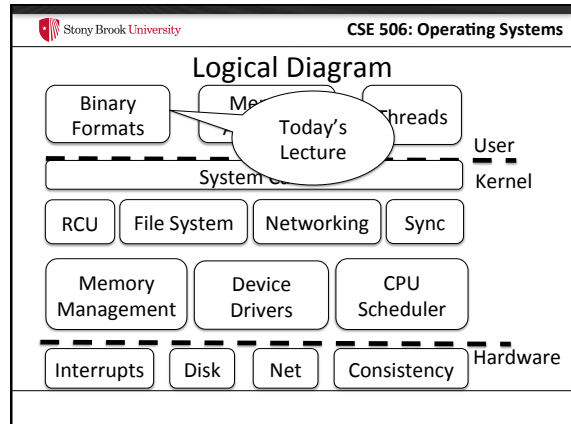 Stony Brook University
CSE 506: Operating Systems
Logical Diagram
Binary
Formats
Threads
Today's
Lecture
User
System
Kernel
RCU
File System
Networking
Sync
Memory
Management
Device
Drivers
CPU
Scheduler
Hardware
Interrupts
Disk
Net
Consistency